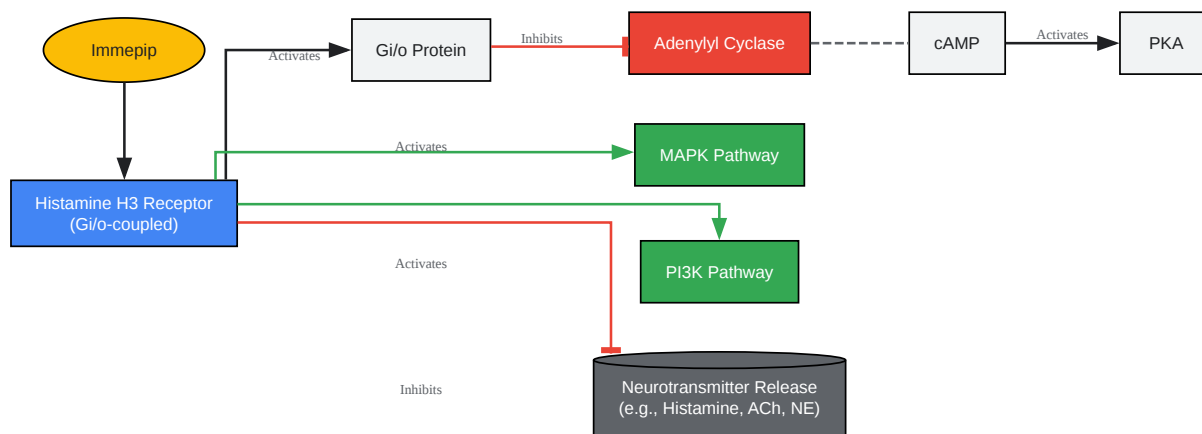 Immepip
Activates
Gi/o Protein
Inhibits
Adenylyl Cyclase
cAMP
Activates
PKA
Activates
MAPK Pathway
Histamine H3 Receptor
(Gi/o-coupled)
Activates
PI3K Pathway
Inhibits
Neurotransmitter Release
(e.g., Histamine, ACh, NE)